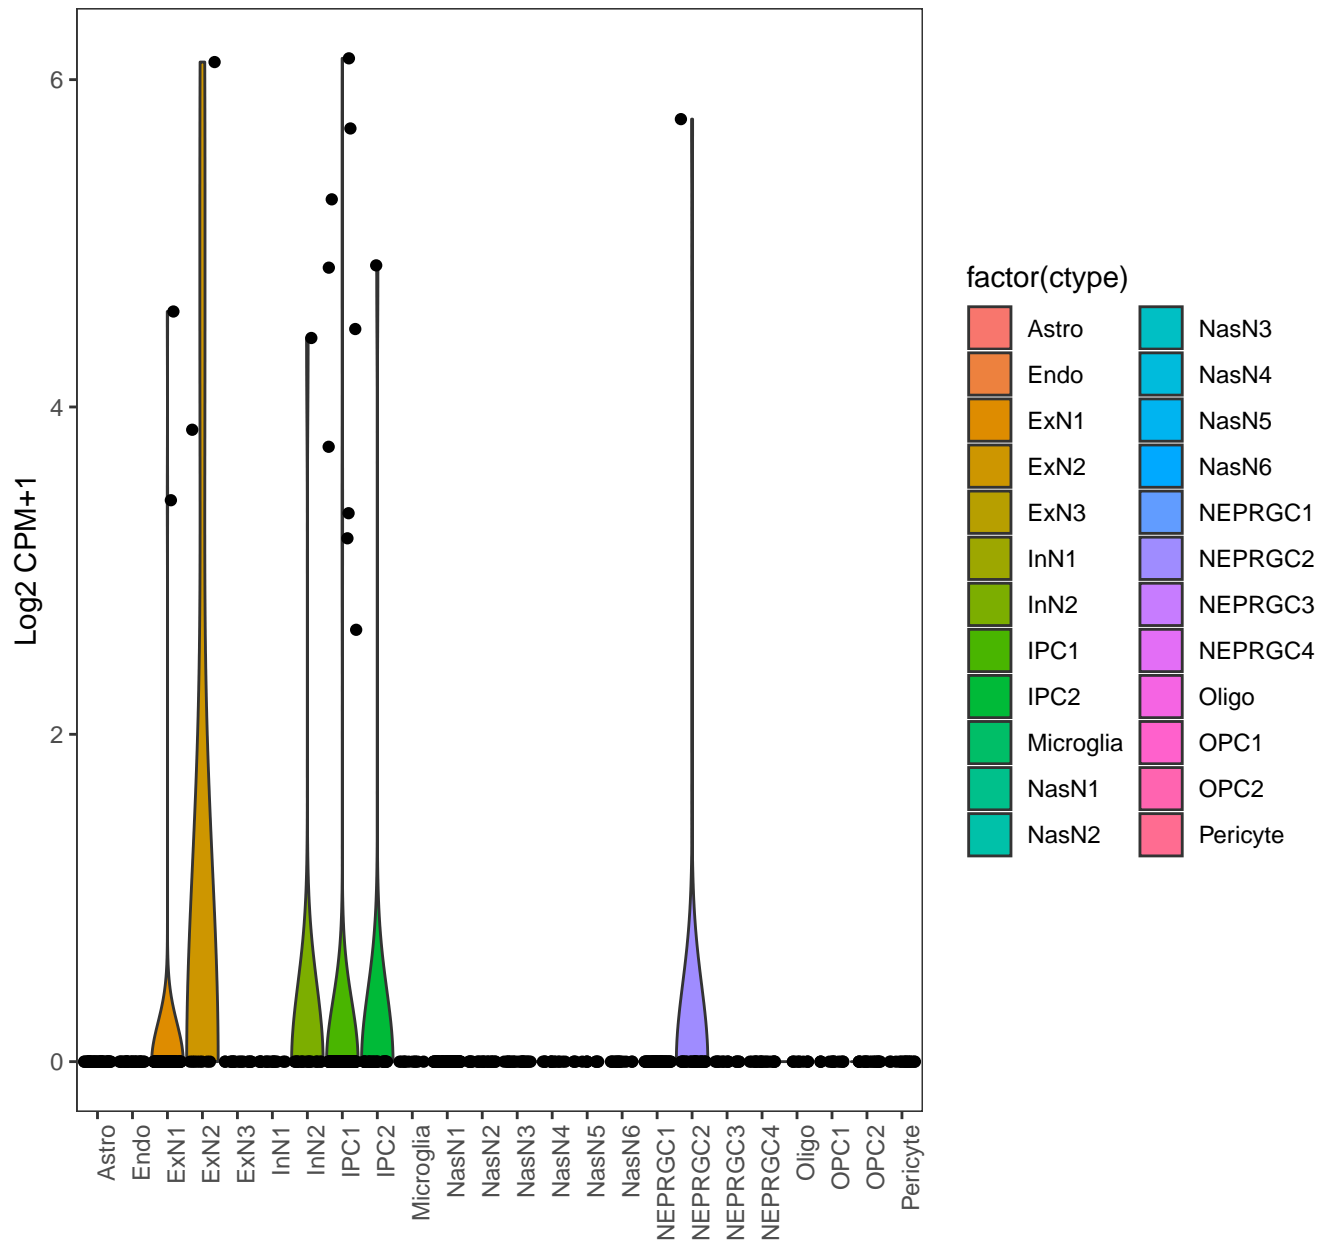 Log2 CPM+1
6
4
2
0
Astro
Endo
ExN1
ExN2
ExN3
InN1
InN2
IPC1
IPC2
Microglia
NasN1
NasN2
NasN3
NasN4
NasN5
NasN6
NEPRGC1
NEPRGC2
NEPRGC3
NEPRGC4
Oligo
OPC1
OPC2
Pericyte
factor(ctype)
Astro
Endo
ExN1
ExN2
ExN3
InN1
InN2
IPC1
IPC2
Microglia
NasN1
NasN2
NasN3
NasN4
NasN5
NasN6
NEPRGC1
NEPRGC2
NEPRGC3
NEPRGC4
Oligo
OPC1
OPC2
Pericyte